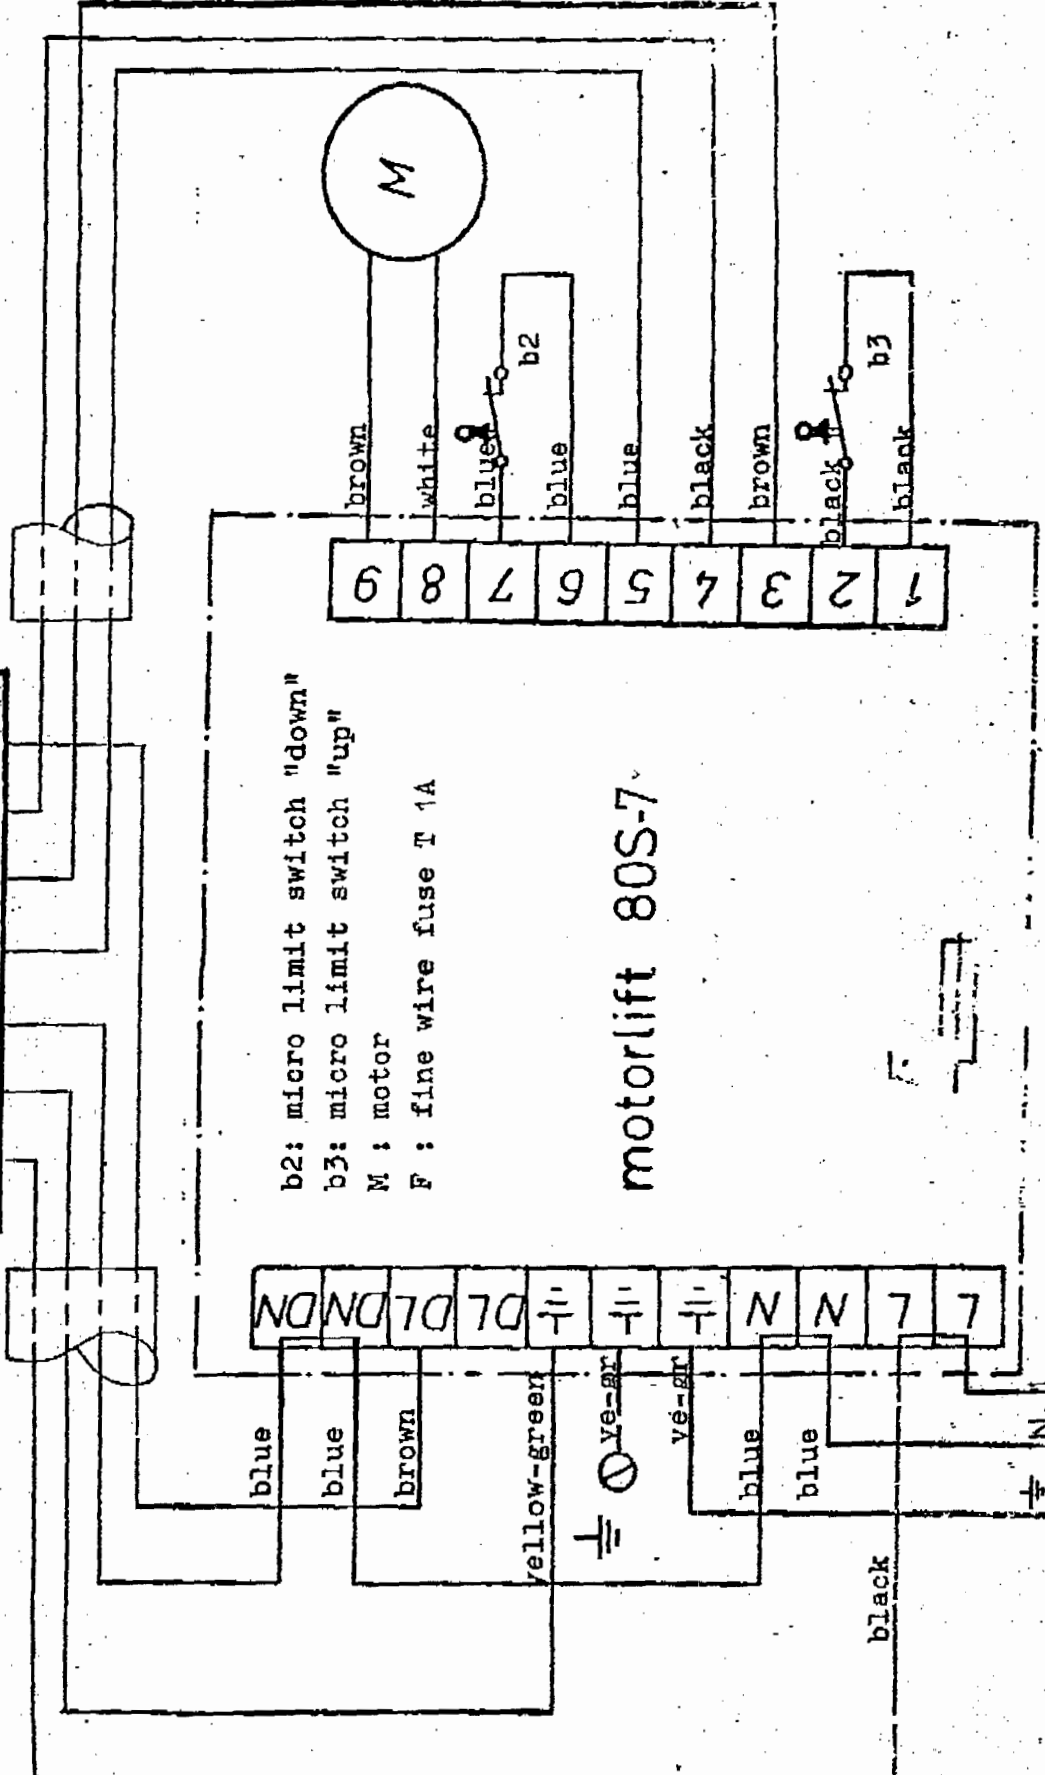 M
brown
white
blue
blue
blue
black
brown
black
black
b2
b3
9
8
7
6
5
4
3
2
1
b2: micro limit switch "down"
b3: micro limit switch "up"
M : motor
F : fine wire fuse T 1A
motorlift 80S-7
F.
DN
DN
DL
DL
N
N
L
L
blue
blue
brown
yellow-green
ye-gr
ye-gr
blue
blue
black
N